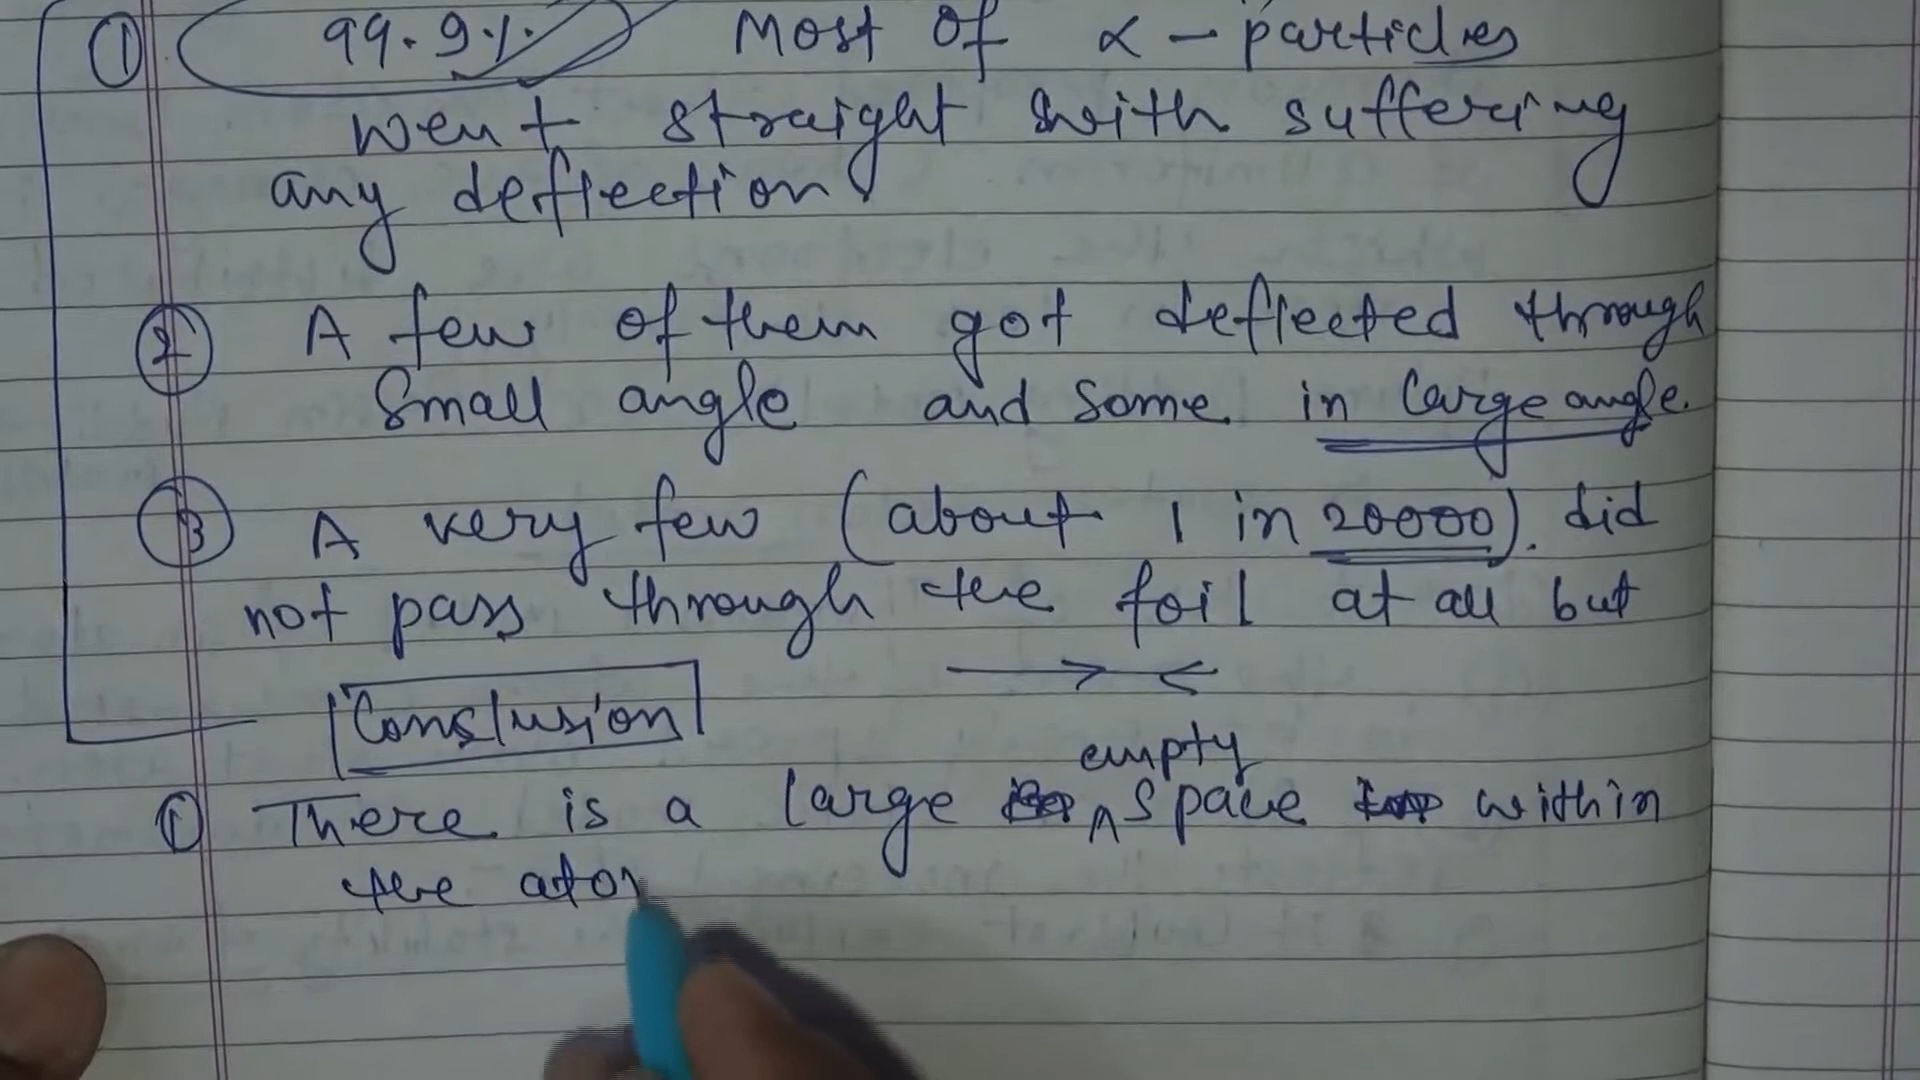 ① 99.9% Most of α - particles
went straight with suffering
any deflection
② A few of them got deflected through
Small angle and some in large angle.
③ A very few (about 1 in 20000). did
not pass through the foil at all but
Conslusion
empty
① There is a large space within
the ato